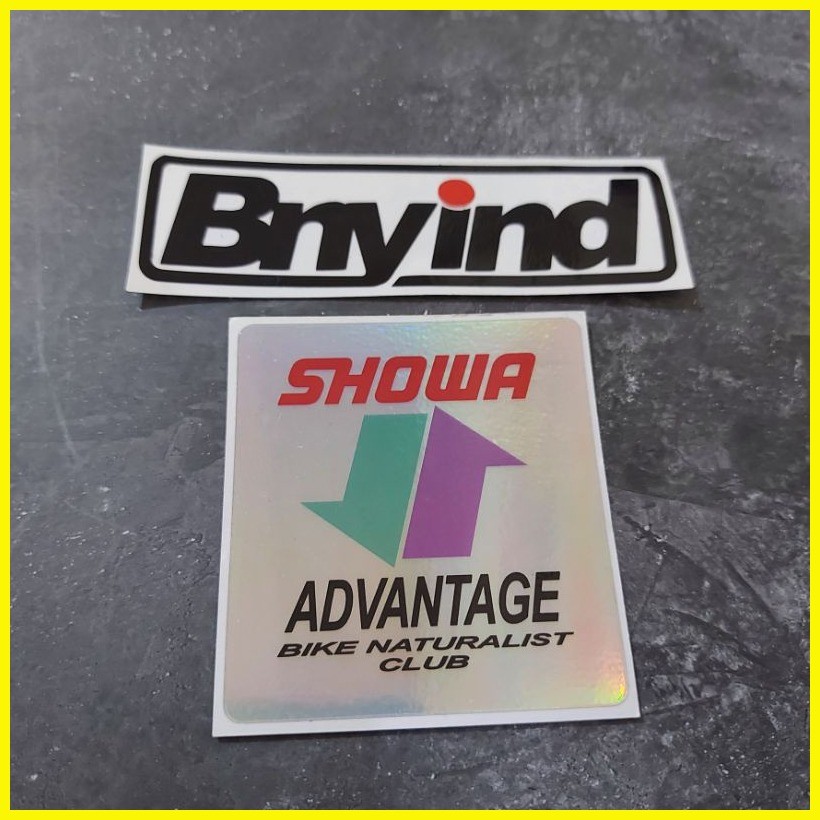 Bnyind
SHOWA
ADVANTAGE
BIKE NATURALIST
CLUB